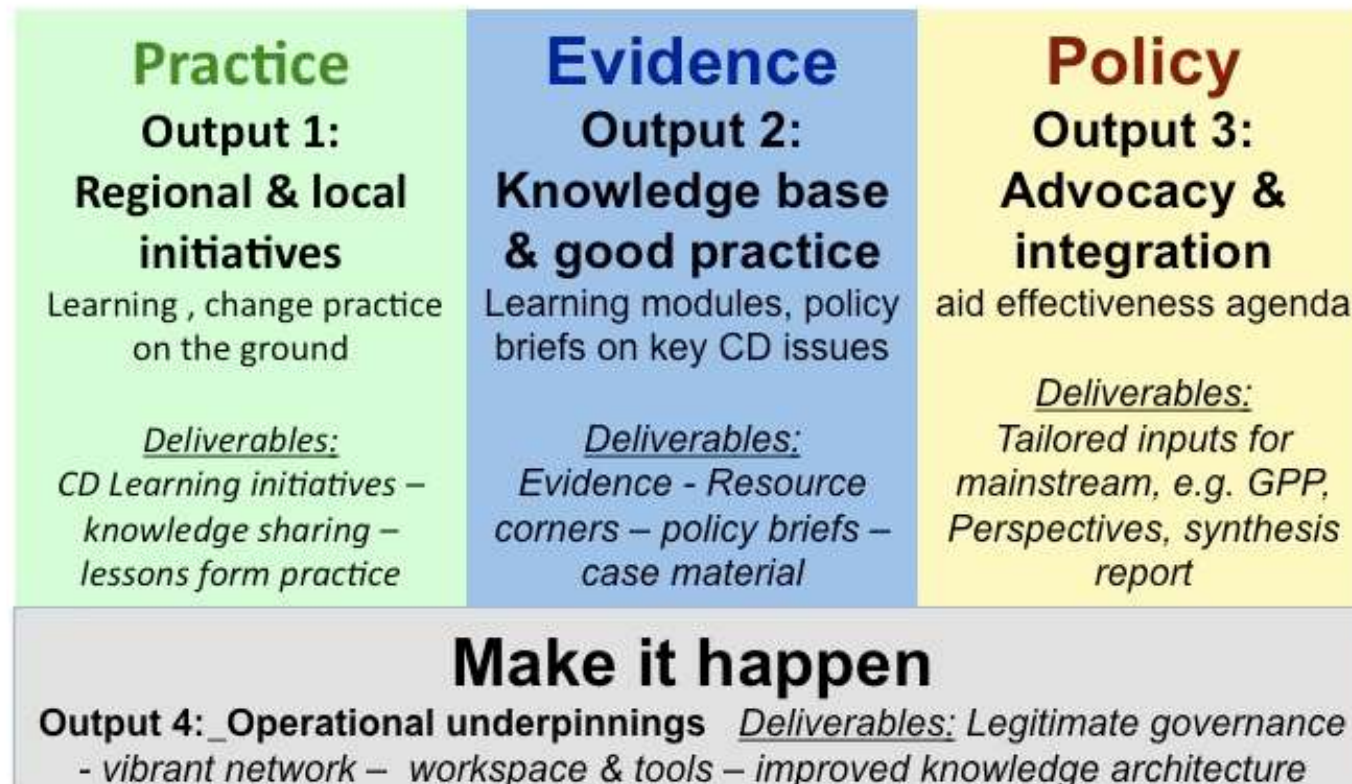 Practice
Output 1:
Regional & local
initiatives
Learning , change practice
on the ground
Deliverables:
CD Learning initiatives –
knowledge sharing –
lessons form practice
Evidence
Output 2:
Knowledge base
& good practice
Learning modules, policy
briefs on key CD issues
Deliverables:
Evidence - Resource
corners – policy briefs –
case material
Policy
Output 3:
Advocacy &
integration
aid effectiveness agenda
Deliverables:
Tailored inputs for
mainstream, e.g. GPP,
Perspectives, synthesis
report
Make it happen
Output 4:_Operational underpinnings Deliverables: Legitimate governance
- vibrant network – workspace & tools – improved knowledge architecture